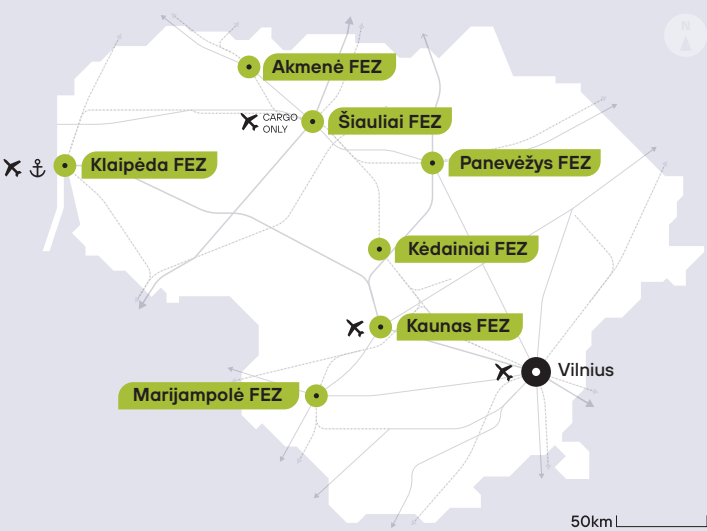 N
Akmenė FEZ
CARGO
ONLY
Šiauliai FEZ
Klaipėda FEZ
Panevėžys FEZ
Kėdainiai FEZ
Kaunas FEZ
Vilnius
Marijampolė FEZ
50km